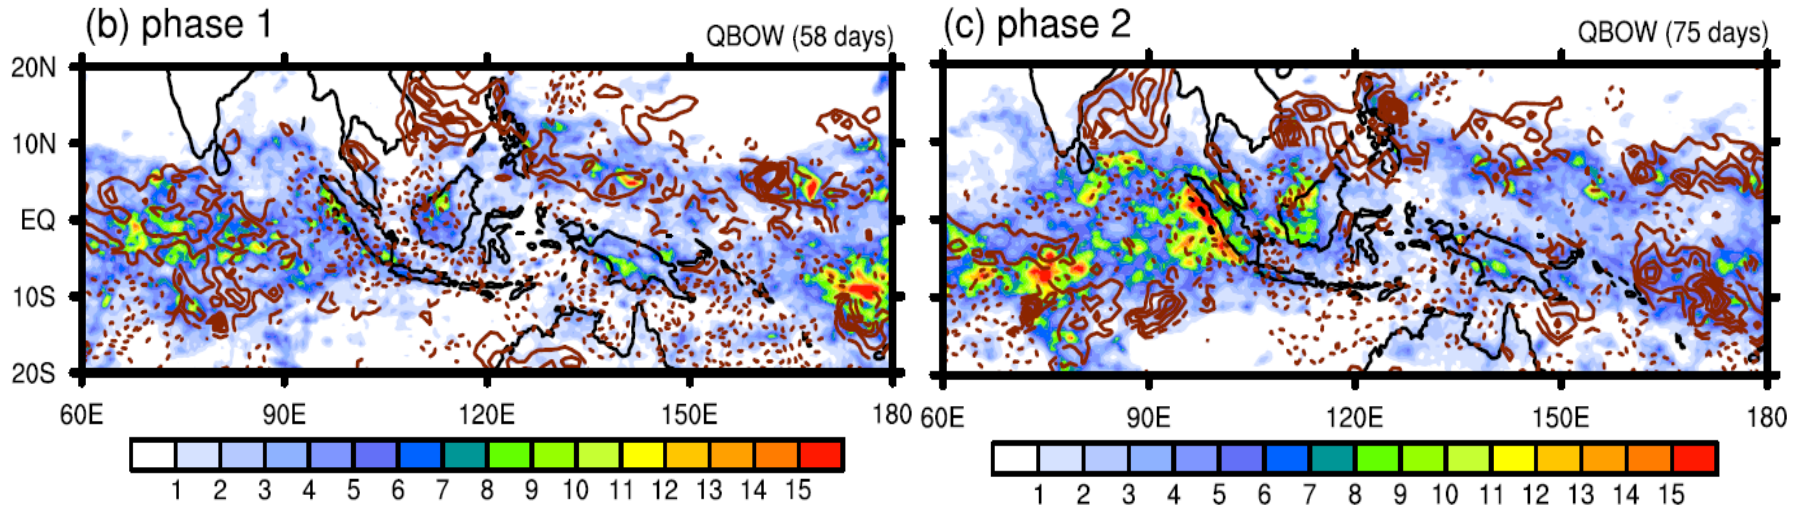 (b) phase 1
QBOW (58 days)
(c) phase 2
QBOW (75 days)
20N
10N
EQ
10S
20S
60E 90E 120E 150E 180
60E 90E 120E 150E 180
1 2 3 4 5 6 7 8 9 10 11 12 13 14 15
1 2 3 4 5 6 7 8 9 10 11 12 13 14 15